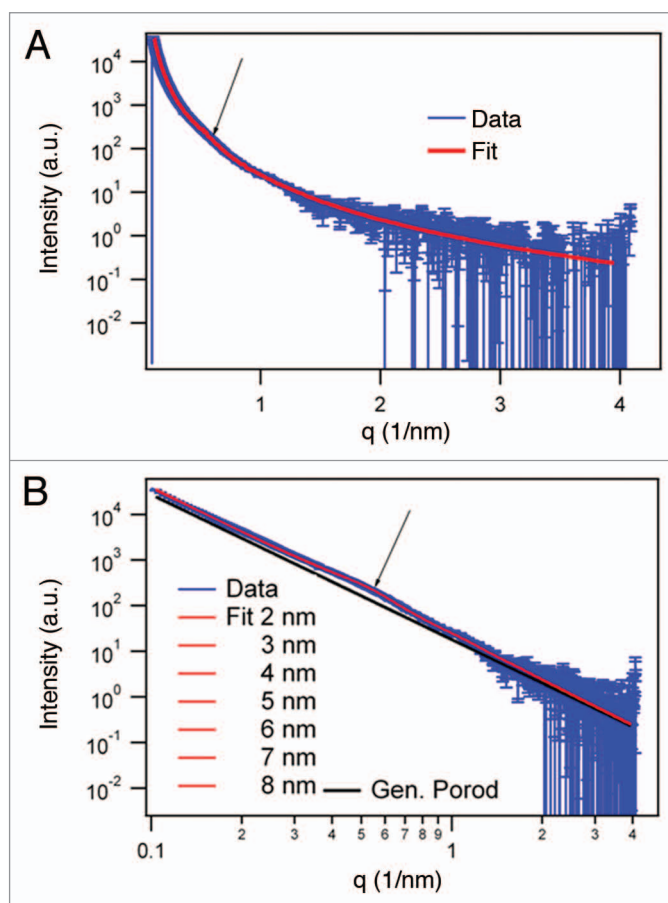 A
10^4
10^3
10^2
10^1
10^0
10^-1
10^-2
Intensity (a.u.)
Data
Fit
1 2 3 4
q (1/nm)
B
10^4
10^3
10^2
10^1
10^0
10^-1
10^-2
Intensity (a.u.)
Data
Fit 2 nm
3 nm
4 nm
5 nm
6 nm
7 nm
8 nm
Gen. Porod
2 3 4 5 6 7 8 9 2 3 4
0.1 1
q (1/nm)